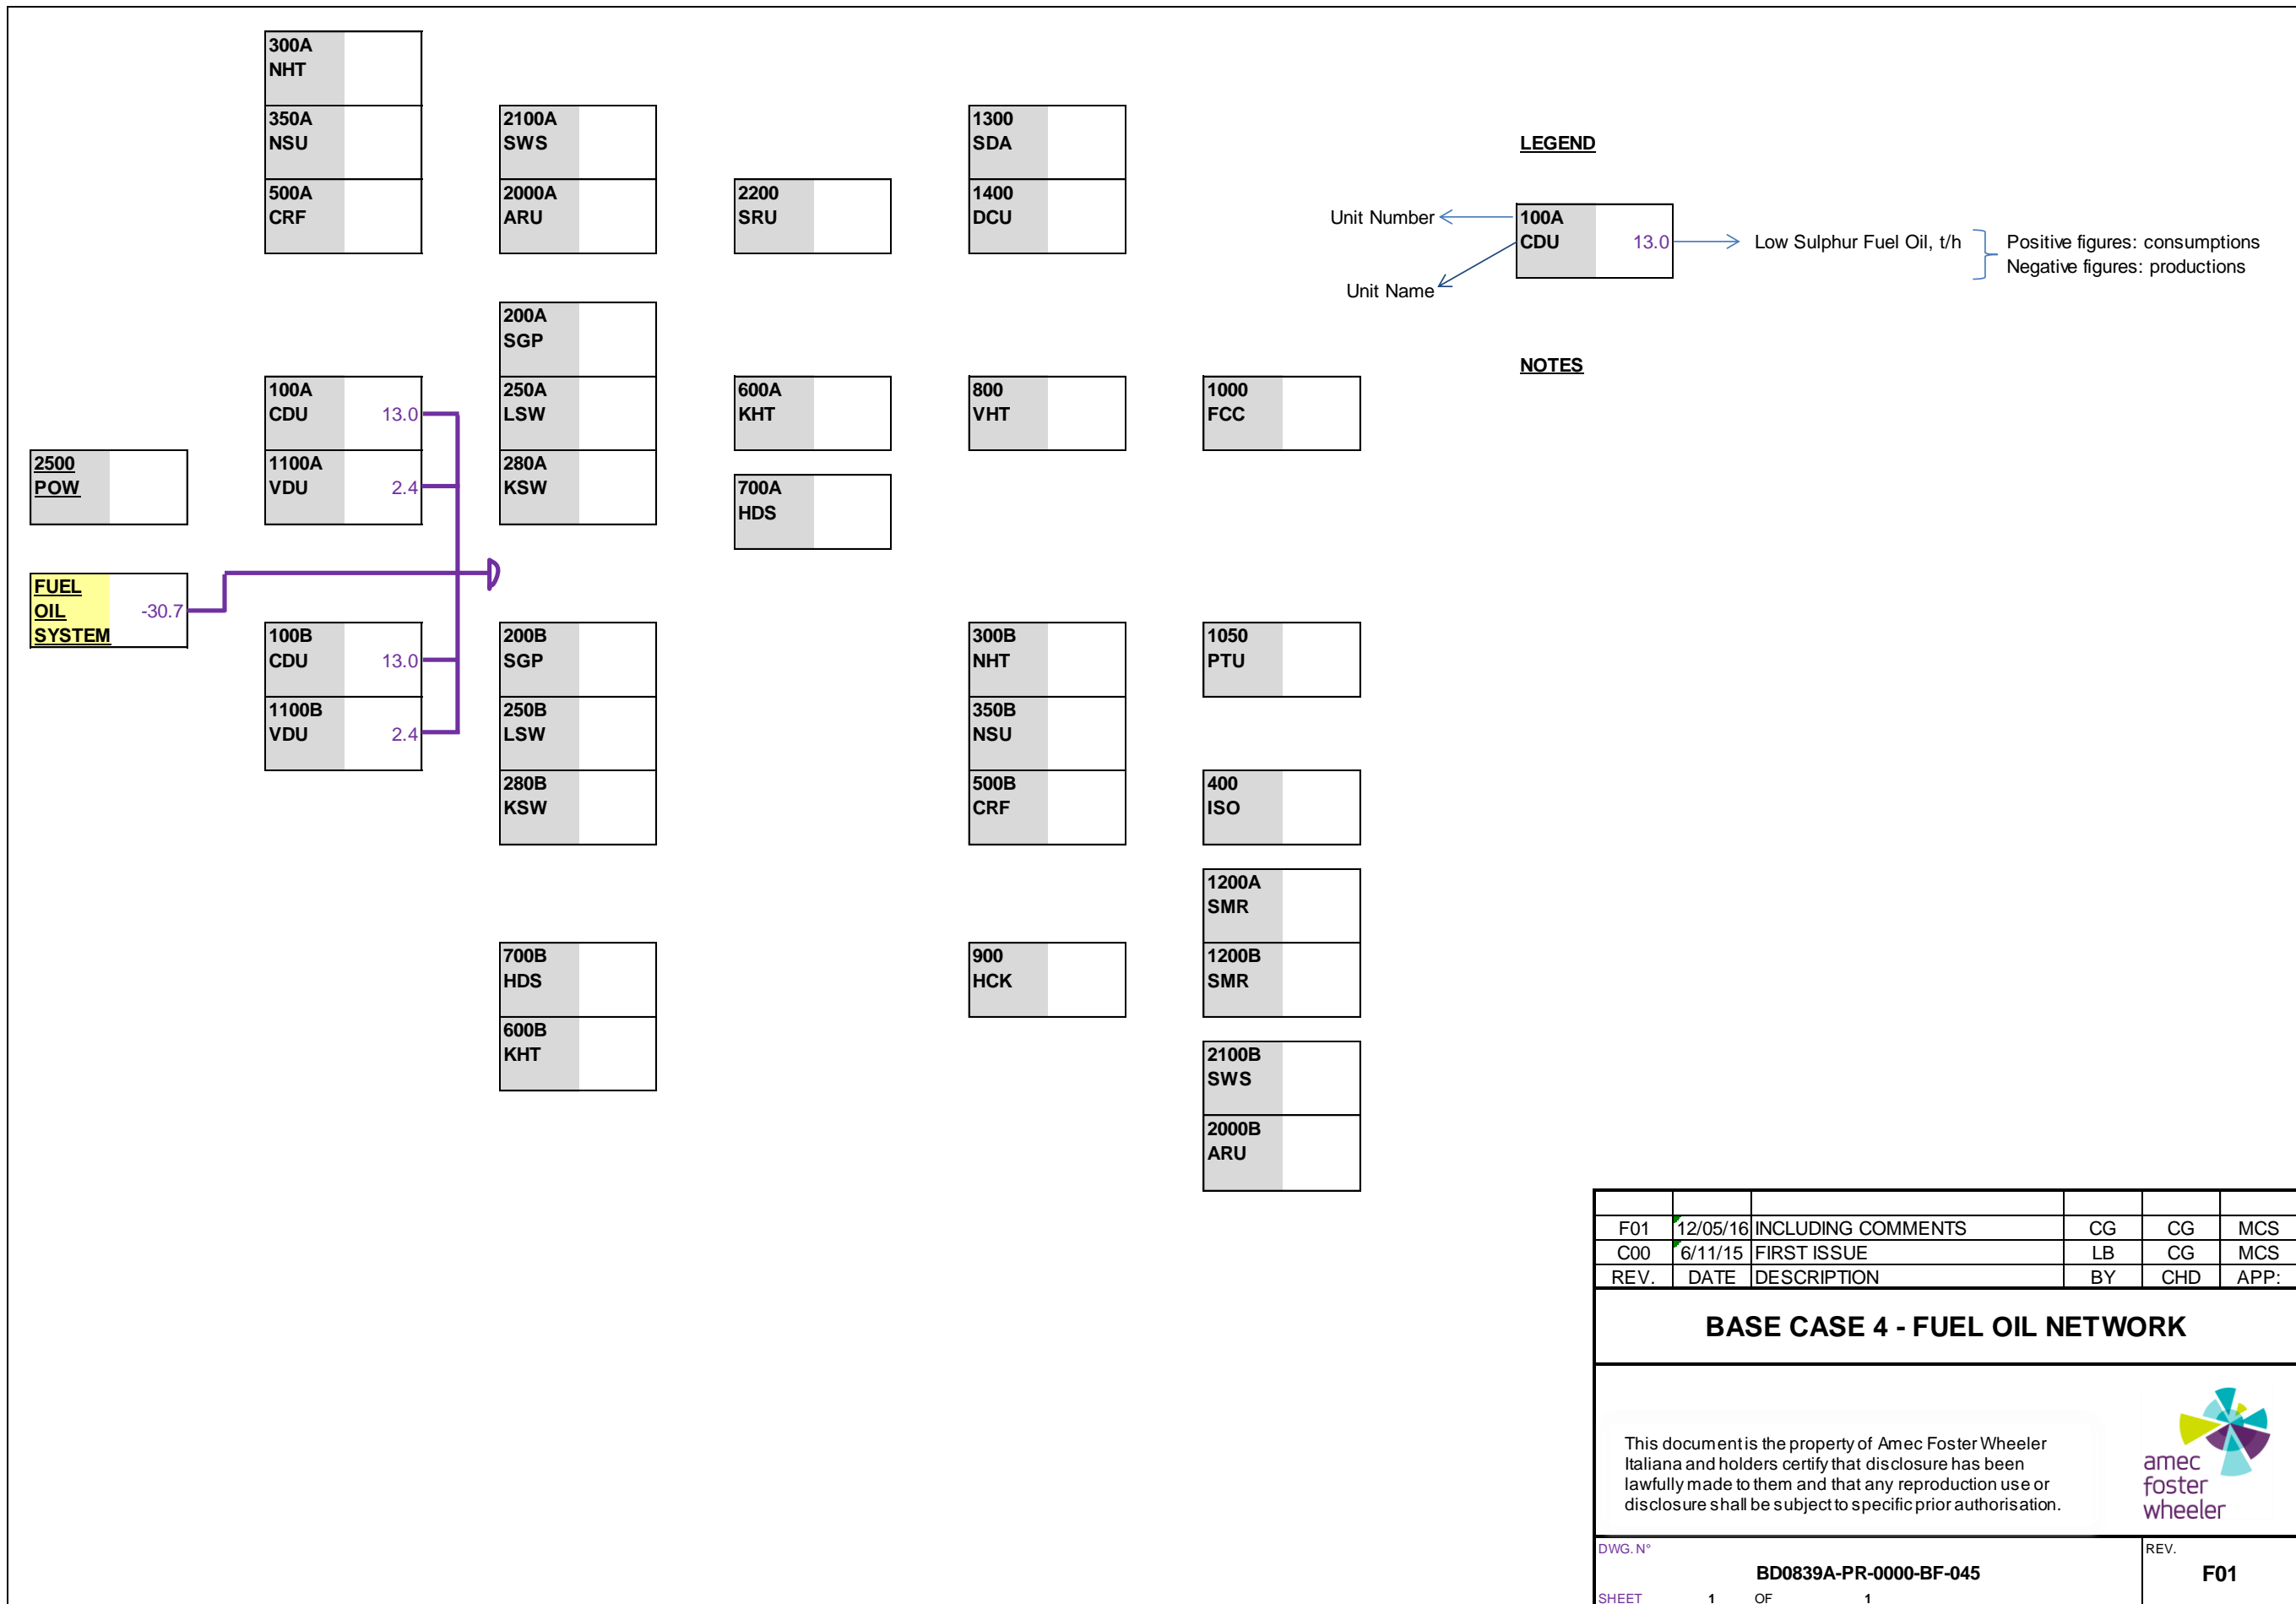 300A
NHT
350A
NSU
500A
CRF
2100A
SWS
2000A
ARU
2200
SRU
1300
SDA
1400
DCU
LEGEND
Unit Number
100A
CDU 13.0
Low Sulphur Fuel Oil, t/h
Positive figures: consumptions
Negative figures: productions
Unit Name
NOTES
200A
SGP
250A
LSW
280A
KSW
100A
CDU 13.0
1100A
VDU 2.4
600A
KHT
700A
HDS
800
VHT
1000
FCC
2500
POW
FUEL
OIL -30.7
SYSTEM
100B
CDU 13.0
1100B
VDU 2.4
200B
SGP
250B
LSW
280B
KSW
300B
NHT
350B
NSU
500B
CRF
1050
PTU
400
ISO
1200A
SMR
1200B
SMR
700B
HDS
600B
KHT
900
HCK
2100B
SWS
2000B
ARU
F01 12/05/16 INCLUDING COMMENTS CG CG MCS
C00 6/11/15 FIRST ISSUE LB CG MCS
REV. DATE DESCRIPTION BY CHD APP:
BASE CASE 4 - FUEL OIL NETWORK
This document is the property of Amec Foster Wheeler
Italiana and holders certify that disclosure has been
lawfully made to them and that any reproduction use or
disclosure shall be subject to specific prior authorisation.
amec
foster
wheeler
DWG. N°
BD0839A-PR-0000-BF-045
REV.
F01
SHEET 1 OF 1